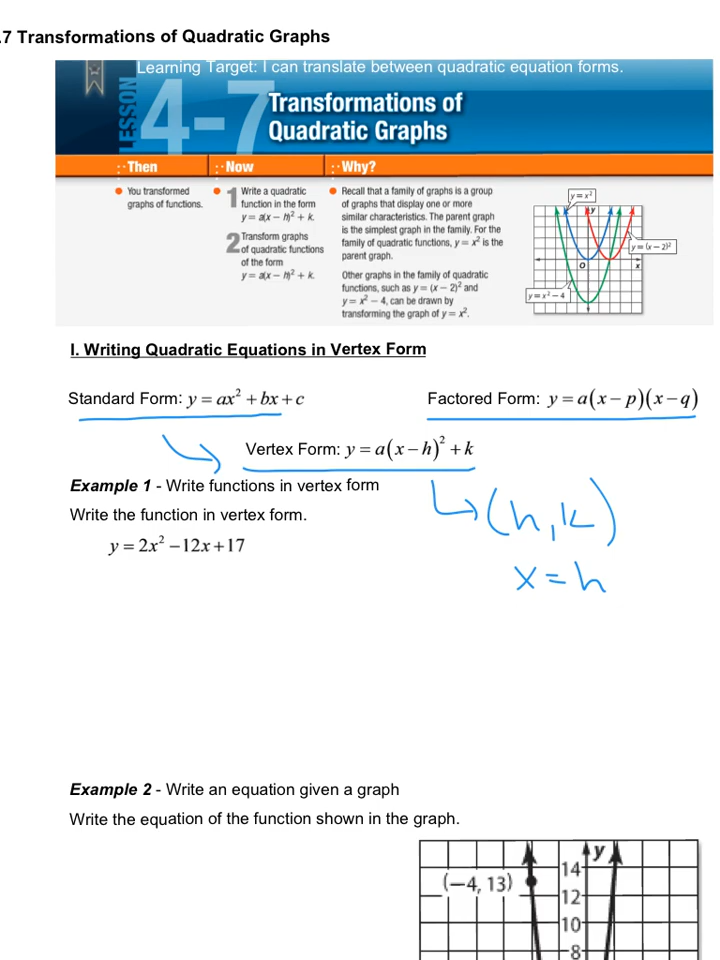 .7 Transformations of Quadratic Graphs
Learning Target: I can translate between quadratic equation forms.
LESSON 4-7
Transformations of
Quadratic Graphs
Then
You transformed
graphs of functions.
Now
1 Write a quadratic
function in the form
y = a(x − h)² + k.
2 Transform graphs
of quadratic functions
of the form
y = a(x − h)² + k.
Why?
Recall that a family of graphs is a group
of graphs that display one or more
similar characteristics. The parent graph
is the simplest graph in the family. For the
family of quadratic functions, y = x² is the
parent graph.
Other graphs in the family of quadratic
functions, such as y = (x − 2)² and
y = x² − 4, can be drawn by
transforming the graph of y = x².
y = x²
y
y = (x − 2)²
O
x
y = x² − 4
I. Writing Quadratic Equations in Vertex Form
Standard Form: y = ax² + bx + c
Factored Form: y = a(x − p)(x − q)
Vertex Form: y = a(x − h)² + k
Example 1 - Write functions in vertex form
Write the function in vertex form.
(h, k)
y = 2x² − 12x + 17
x = h
Example 2 - Write an equation given a graph
Write the equation of the function shown in the graph.
y
14
(−4, 13)
12
10
8